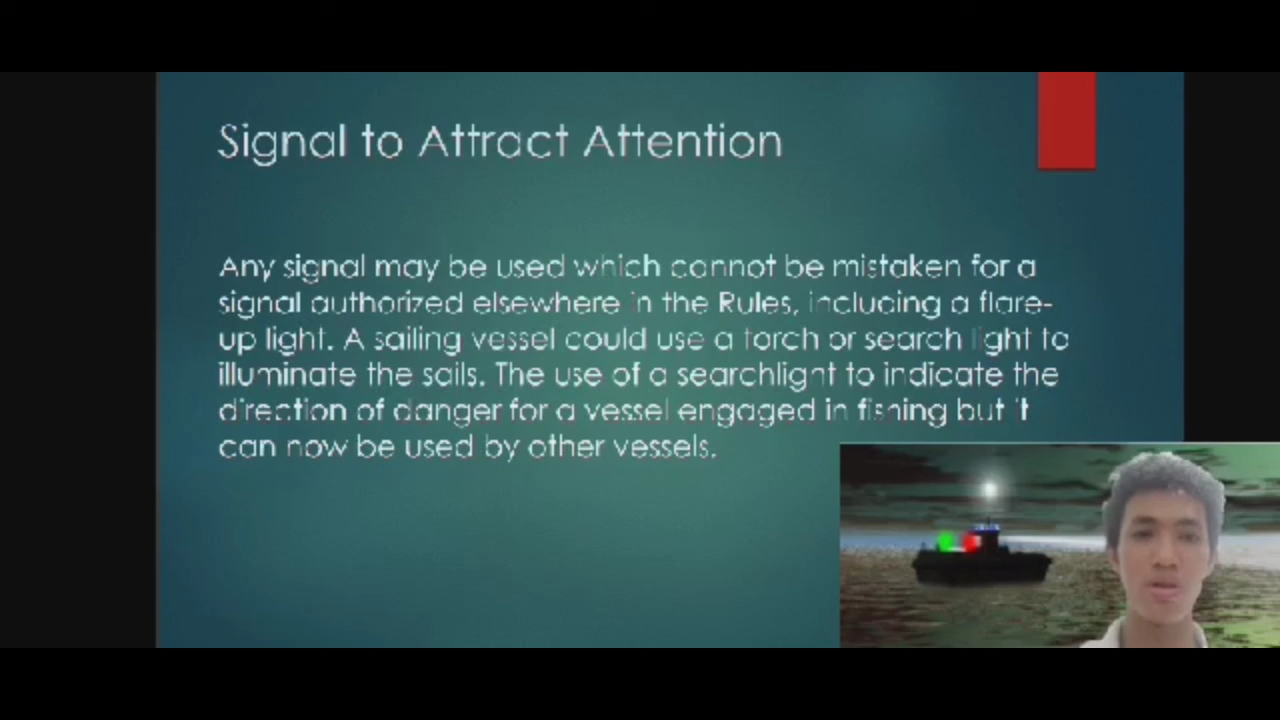 Signal to Attract Attention
Any signal may be used which cannot be mistaken for a
signal authorized elsewhere in the Rules, including a flare-
up light. A sailing vessel could use a torch or search light to
illuminate the sails. The use of a searchlight to indicate the
direction of danger for a vessel engaged in fishing but it
can now be used by other vessels.